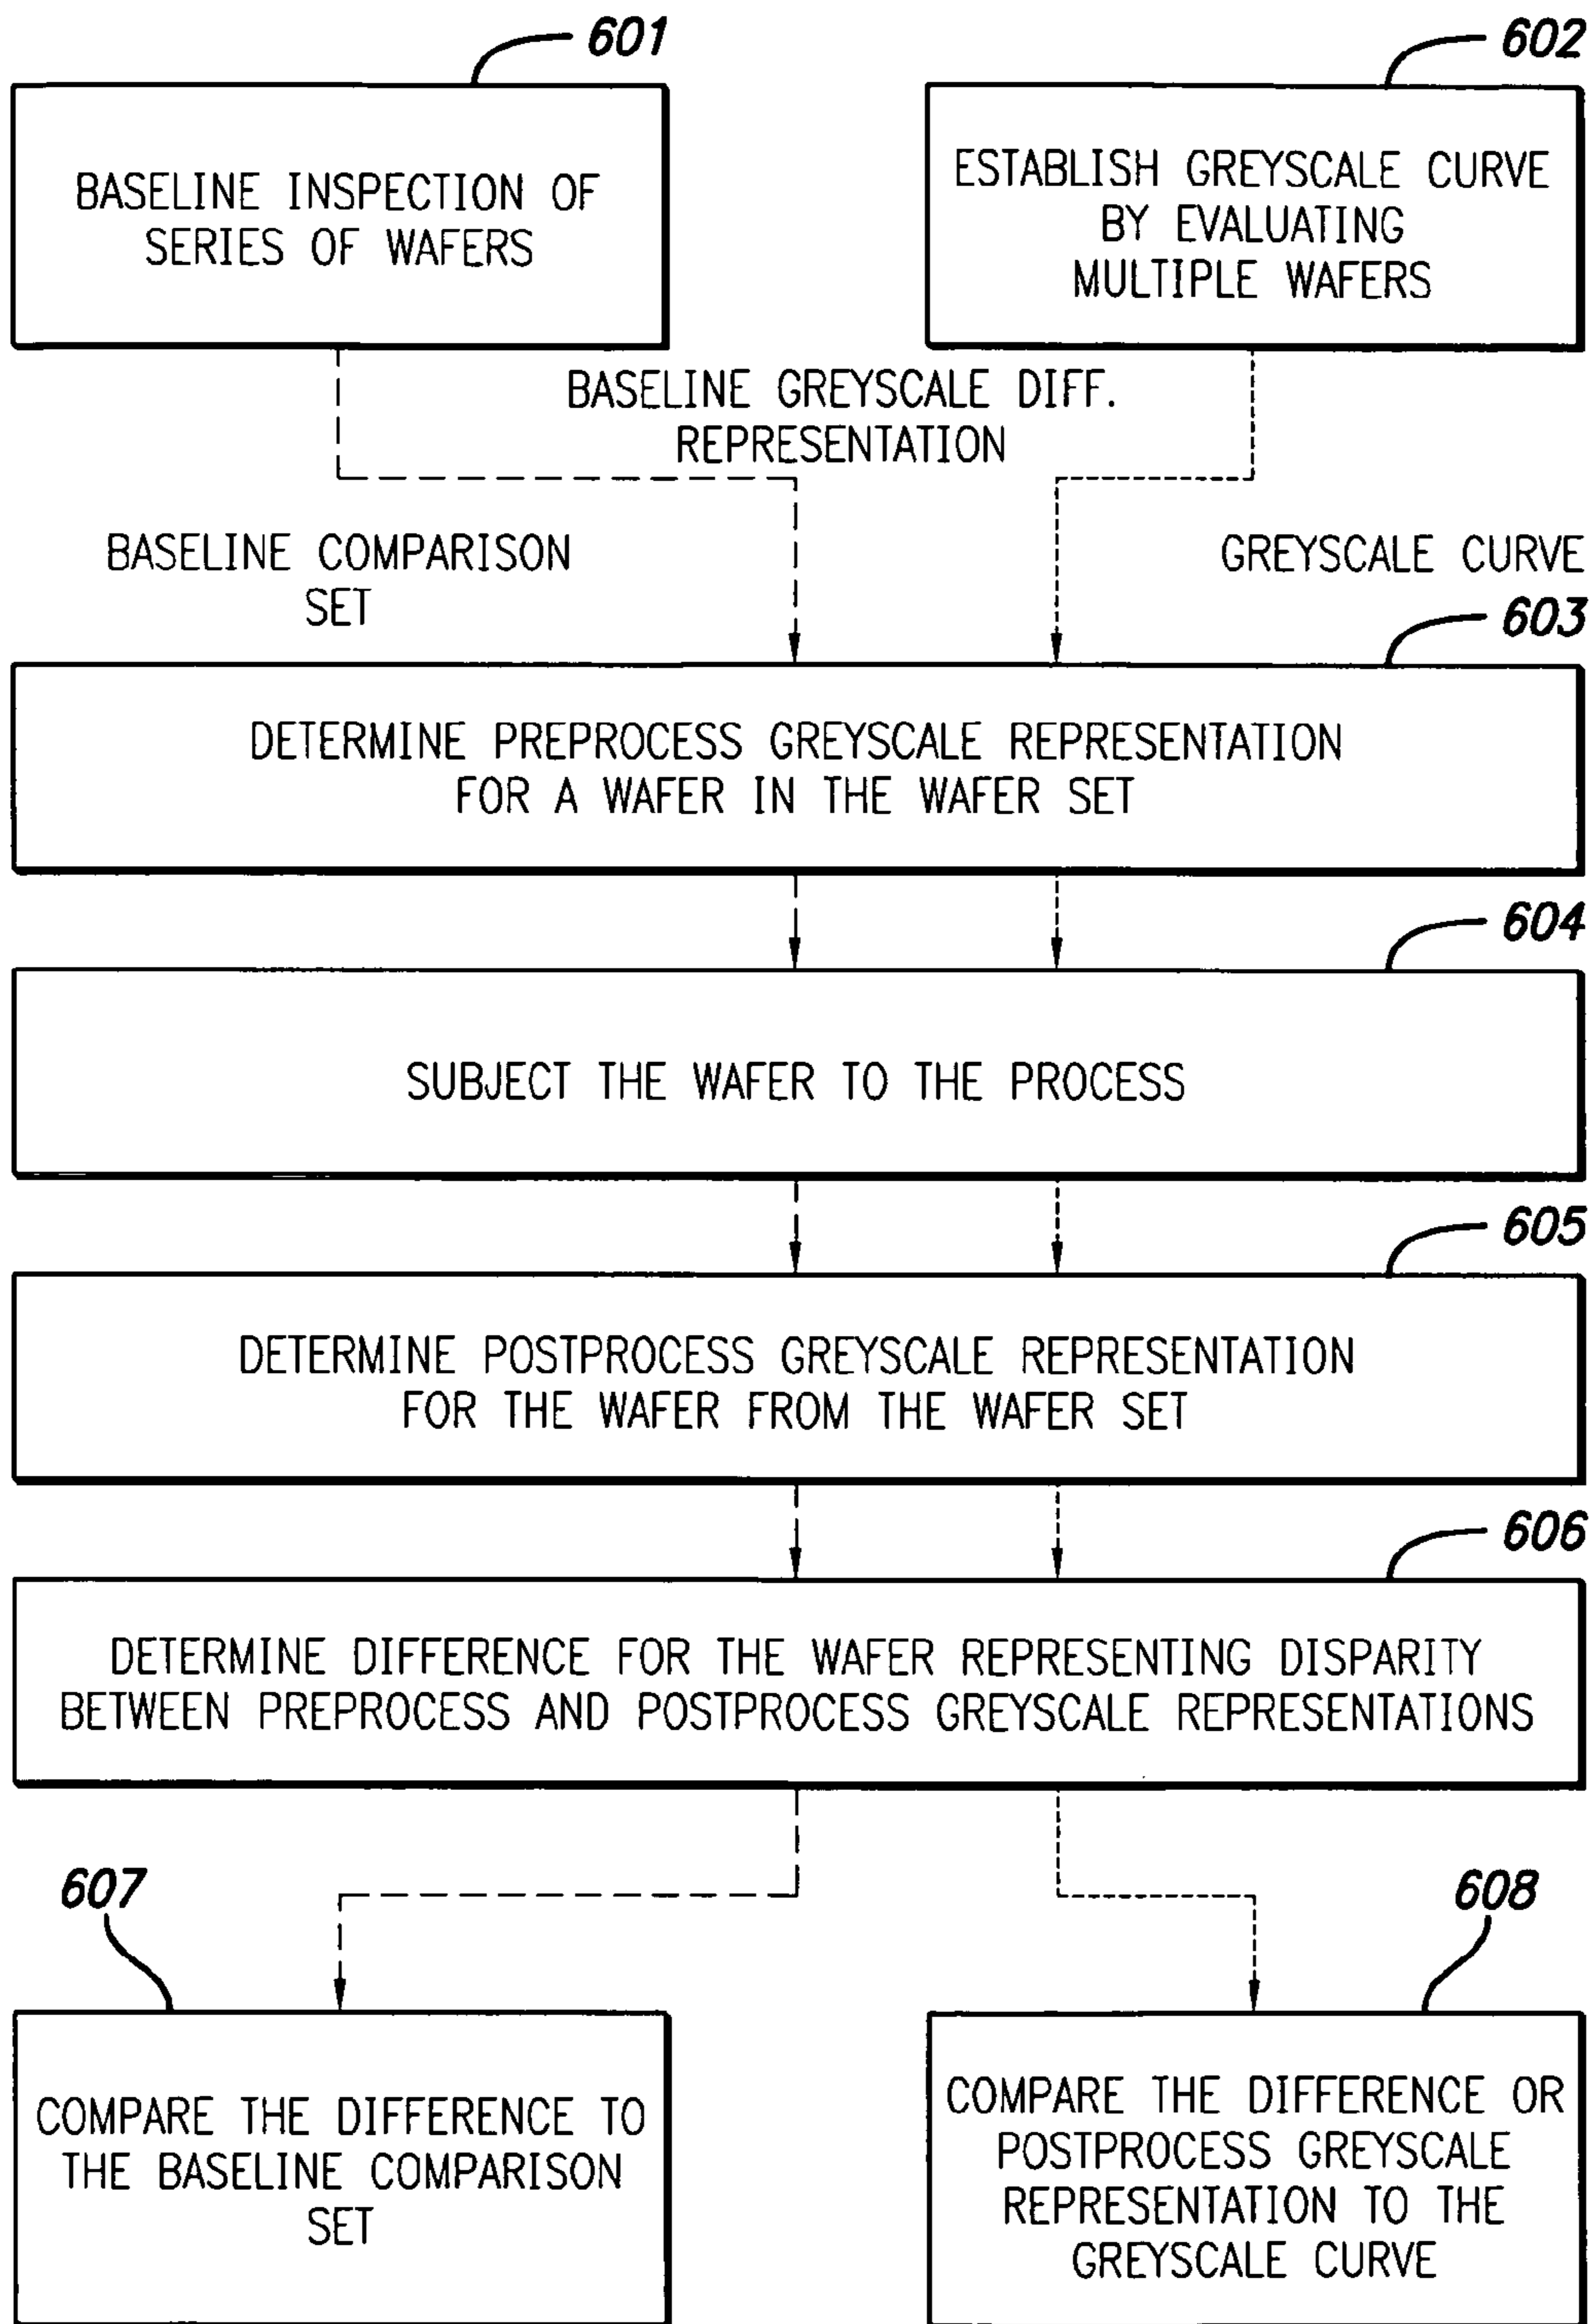 601
602
BASELINE INSPECTION OF
SERIES OF WAFERS
ESTABLISH GREYSCALE CURVE
BY EVALUATING
MULTIPLE WAFERS
BASELINE GREYSCALE DIFF.
REPRESENTATION
BASELINE COMPARISON
SET
GREYSCALE CURVE
603
DETERMINE PREPROCESS GREYSCALE REPRESENTATION
FOR A WAFER IN THE WAFER SET
604
SUBJECT THE WAFER TO THE PROCESS
605
DETERMINE POSTPROCESS GREYSCALE REPRESENTATION
FOR THE WAFER FROM THE WAFER SET
606
DETERMINE DIFFERENCE FOR THE WAFER REPRESENTING DISPARITY
BETWEEN PREPROCESS AND POSTPROCESS GREYSCALE REPRESENTATIONS
607
608
COMPARE THE DIFFERENCE TO
THE BASELINE COMPARISON
SET
COMPARE THE DIFFERENCE OR
POSTPROCESS GREYSCALE
REPRESENTATION TO THE
GREYSCALE CURVE